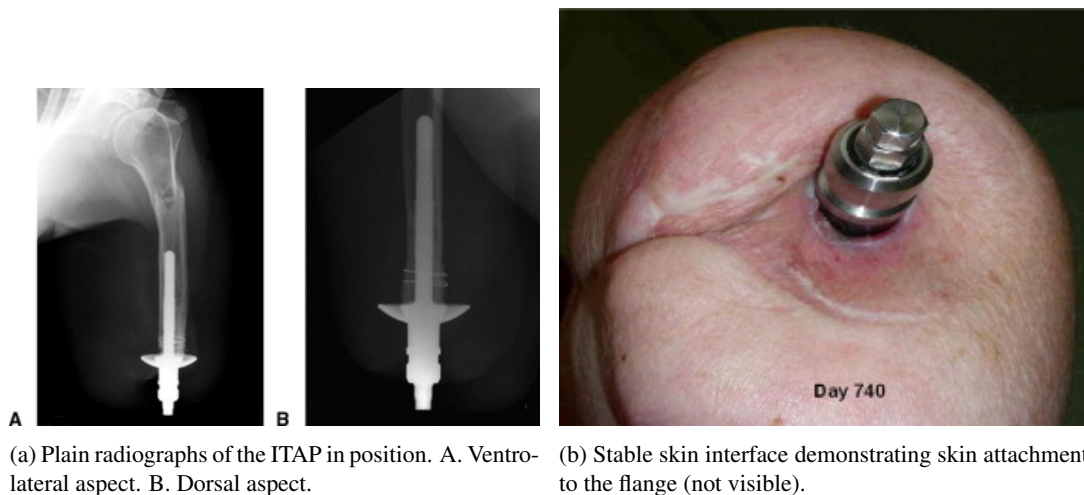 A
B
Day 740
(a) Plain radiographs of the ITAP in position. A. Ventro-
lateral aspect. B. Dorsal aspect.
(b) Stable skin interface demonstrating skin attachment
to the flange (not visible).